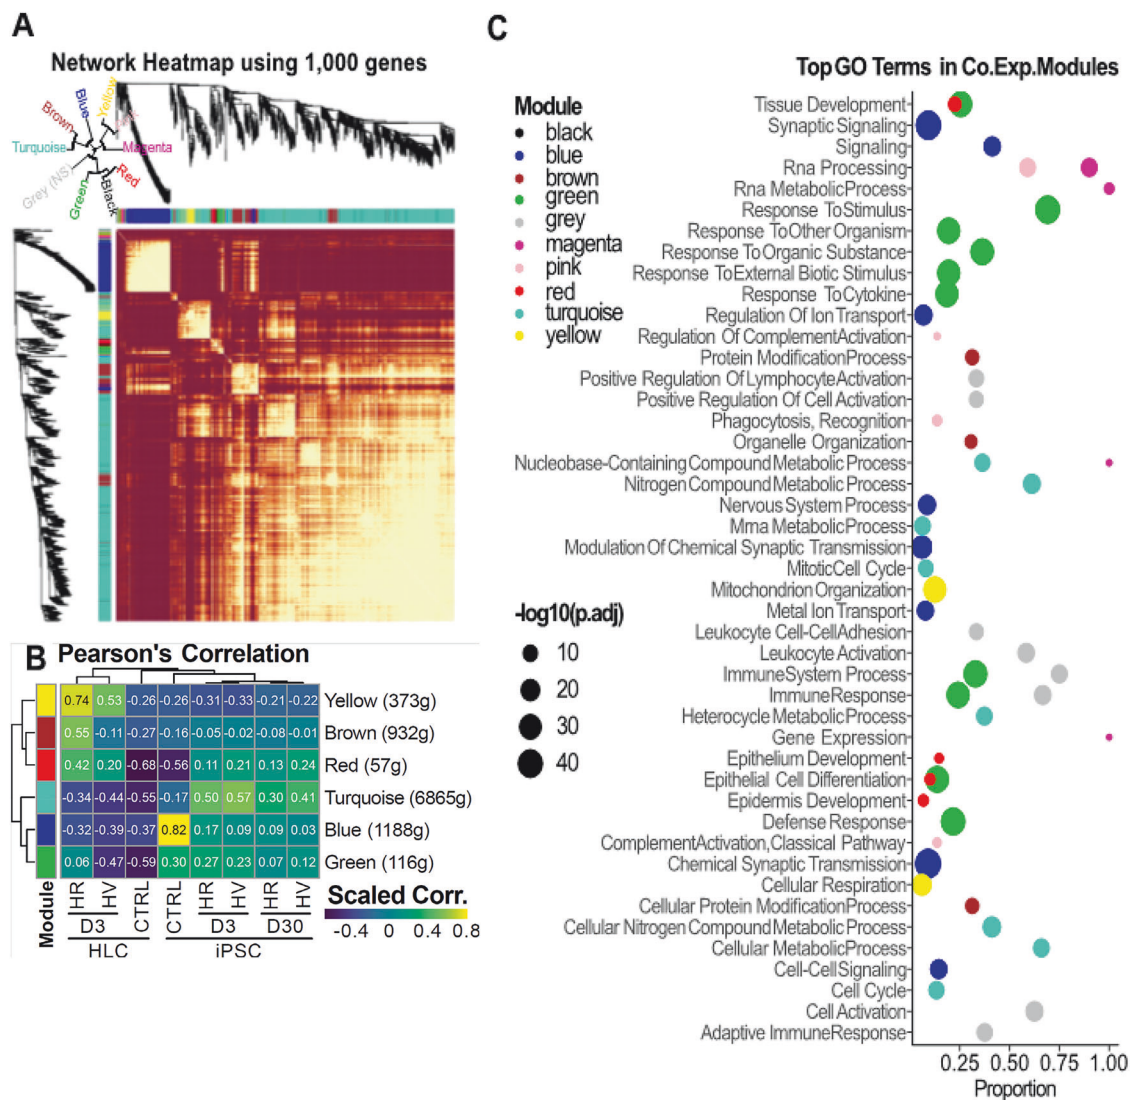 A
Network Heatmap using 1,000 genes
Yellow
Blue
Brown
Turquoise
Magenta
Grey (NS)
Red
Green
Black
B
Pearson's Correlation
0.74 0.53 -0.26 -0.26 -0.31 -0.33 -0.21 -0.22 Yellow (373g)
0.55 -0.11 -0.27 -0.16 -0.05 -0.02 -0.08 -0.01 Brown (932g)
0.42 0.20 -0.68 -0.56 0.11 0.21 0.13 0.24 Red (57g)
-0.34 -0.44 -0.55 -0.17 0.50 0.57 0.30 0.41 Turquoise (6865g)
-0.32 -0.39 -0.37 0.82 0.17 0.09 0.09 0.03 Blue (1188g)
0.06 -0.47 -0.59 0.30 0.27 0.23 0.07 0.12 Green (116g)
Module
HR HV CTRL CTRL HR HV HR HV
D3 D3 D30
HLC iPSC
Scaled Corr.
-0.4 0 0.4 0.8
C
Top GO Terms in Co.Exp.Modules
Module
black
blue
brown
green
grey
magenta
pink
red
turquoise
yellow
-log10(p.adj)
10
20
30
40
Tissue Development
Synaptic Signaling
Signaling
Rna Processing
Rna Metabolic Process
Response To Stimulus
Response To Other Organism
Response To Organic Substance
Response To External Biotic Stimulus
Response To Cytokine
Regulation Of Ion Transport
Regulation Of Complement Activation
Protein Modification Process
Positive Regulation Of Lymphocyte Activation
Positive Regulation Of Cell Activation
Phagocytosis, Recognition
Organelle Organization
Nucleobase-Containing Compound Metabolic Process
Nitrogen Compound Metabolic Process
Nervous System Process
Mrna Metabolic Process
Modulation Of Chemical Synaptic Transmission
Mitotic Cell Cycle
Mitochondrion Organization
Metal Ion Transport
Leukocyte Cell-Cell Adhesion
Leukocyte Activation
Immune System Process
Immune Response
Heterocycle Metabolic Process
Gene Expression
Epithelium Development
Epithelial Cell Differentiation
Epidermis Development
Defense Response
Complement Activation, Classical Pathway
Chemical Synaptic Transmission
Cellular Respiration
Cellular Protein Modification Process
Cellular Nitrogen Compound Metabolic Process
Cellular Metabolic Process
Cell-Cell Signaling
Cell Cycle
Cell Activation
Adaptive Immune Response
0.25 0.50 0.75 1.00
Proportion